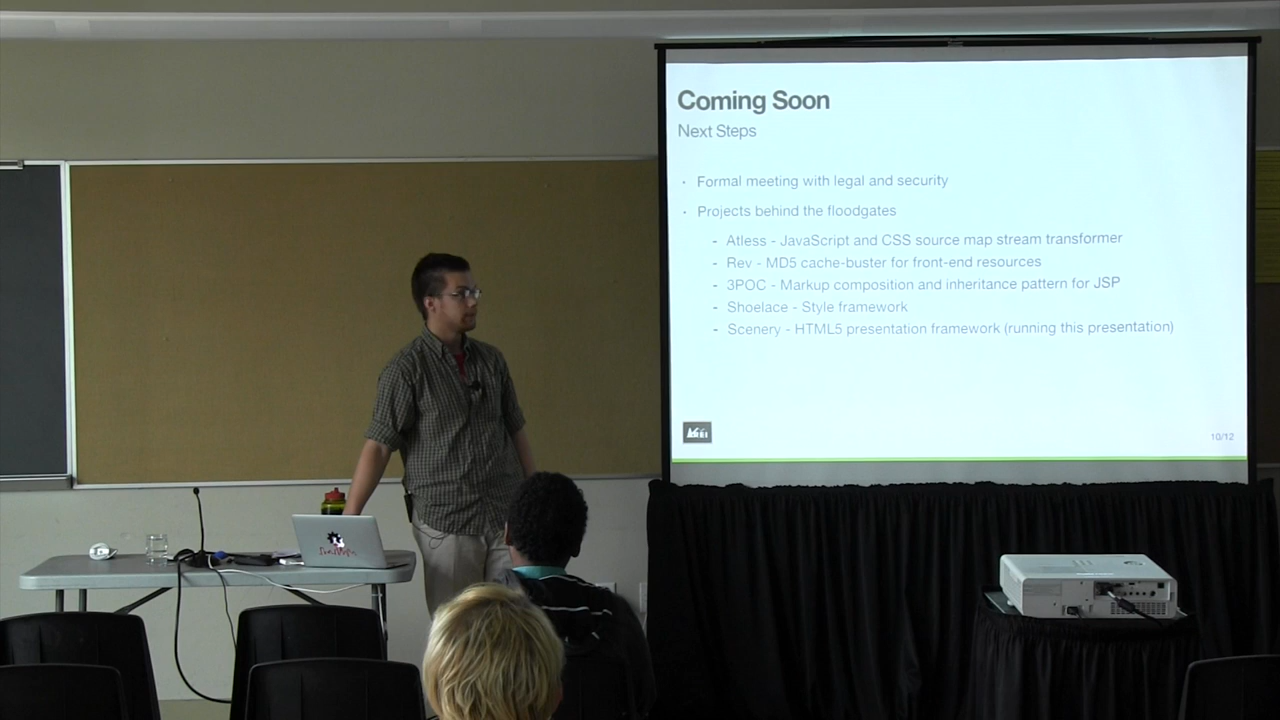 Coming Soon
Next Steps
· Formal meeting with legal and security
· Projects behind the floodgates
- Atless - JavaScript and CSS source map stream transformer
- Rev - MD5 cache-buster for front-end resources
- 3POC - Markup composition and inheritance pattern for JSP
- Shoelace - Style framework
- Scenery - HTML5 presentation framework (running this presentation)
10/12